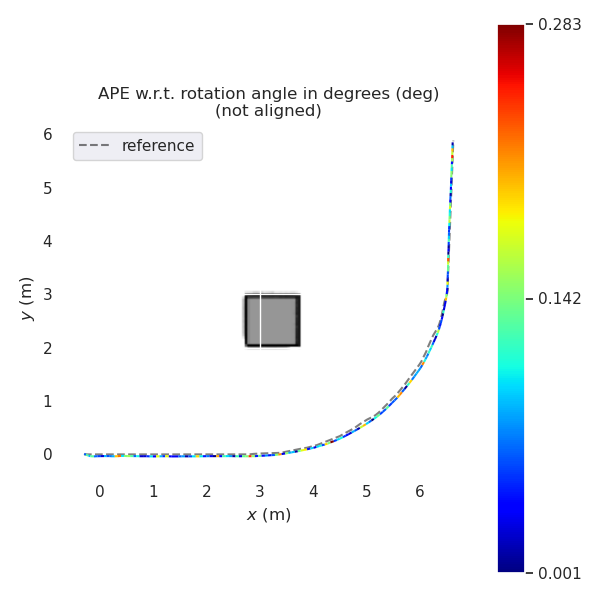 APE w.r.t. rotation angle in degrees (deg)
(not aligned)
reference
6
5
4
3
2
1
0
y (m)
0 1 2 3 4 5 6
x (m)
0.283
0.142
0.001